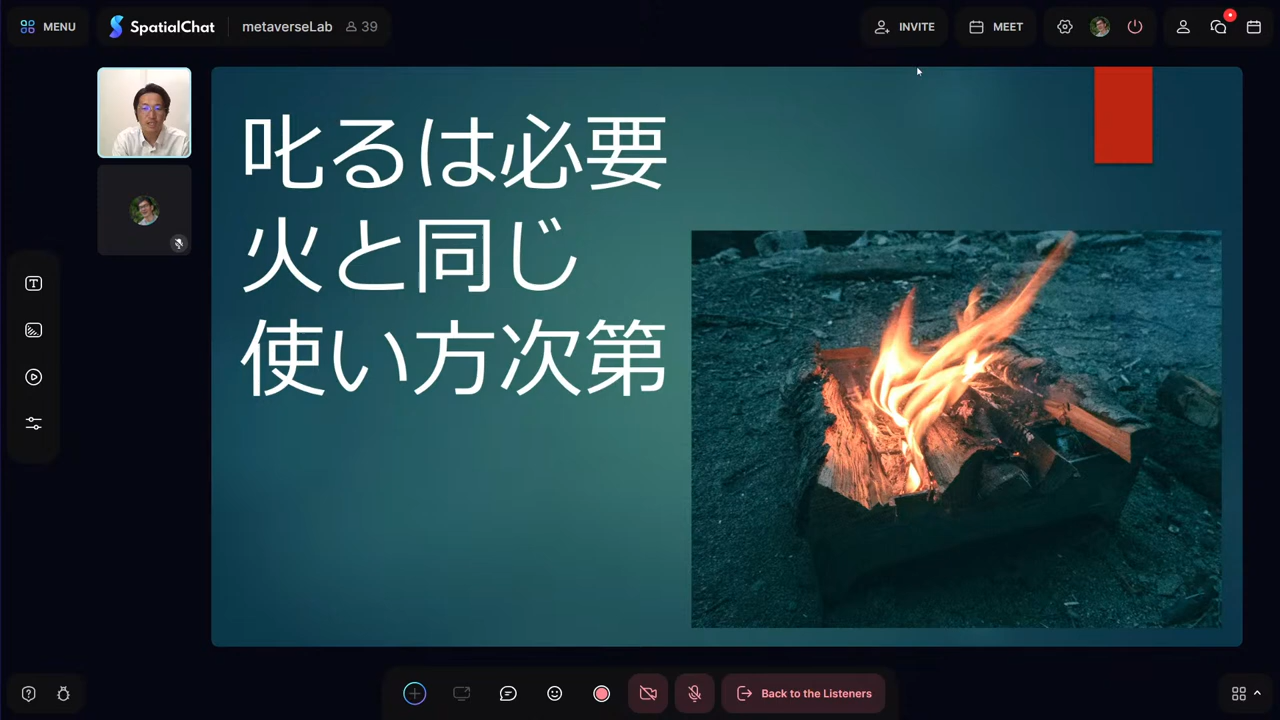 MENU
SpatialChat
metaverseLab
39
INVITE
MEET
叱るは必要
火と同じ
使い方次第
Back to the Listeners